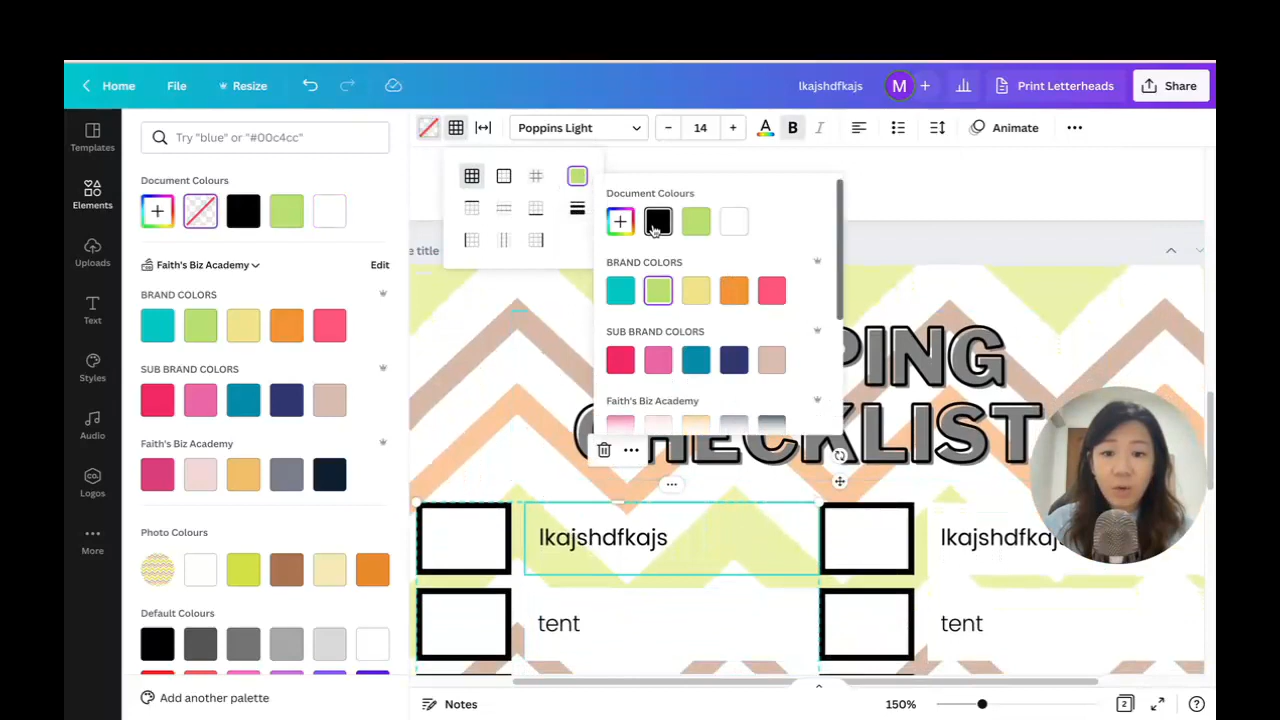 Home File Resize lkajshdfkajs M Print Letterheads Share
Templates
Elements
Uploads
Text
Styles
Audio
Logos
More
Try "blue" or "#00c4cc"
Document Colours
Faith's Biz Academy Edit
BRAND COLORS
SUB BRAND COLORS
Faith's Biz Academy
Photo Colours
Default Colours
Add another palette
Poppins Light – 14 + A B I Animate
Document Colours
BRAND COLORS
SUB BRAND COLORS
Faith's Biz Academy
e title
PING
CHECKLIST
lkajshdfkajs lkajshdfkajs
tent tent
Notes 150% 2 ?